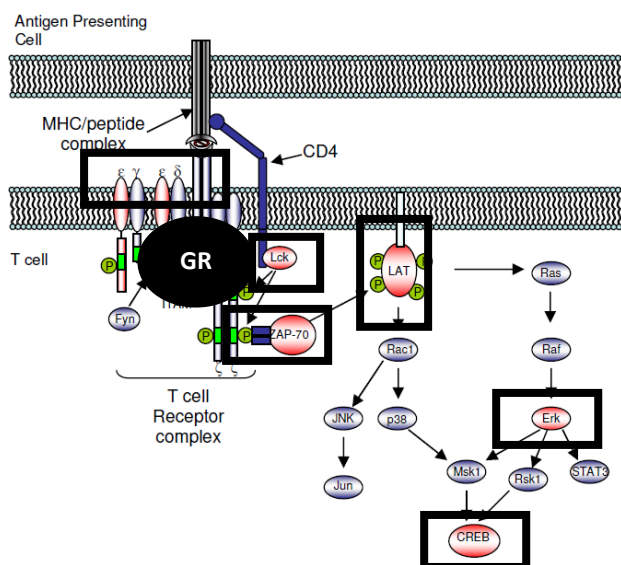 Antigen Presenting
Cell
MHC/peptide
complex
CD4
ε γ ε δ
T cell
GR
Lck
P
LAT
P P
P P
Ras
P
Fyn
P P
ZAP-70
ζ ζ
Rac1
Raf
T cell
Receptor
complex
JNK
p38
Erk
Msk1
Rsk1
STAT3
Jun
CREB